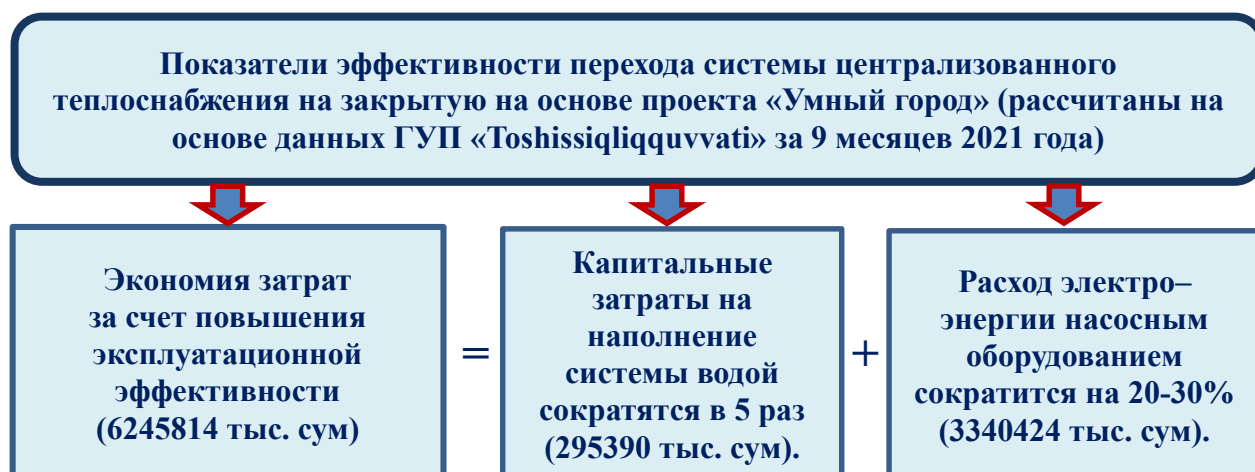 Показатели эффективности перехода системы централизованного
теплоснабжения на закрытую на основе проекта «Умный город» (рассчитаны на
основе данных ГУП «Toshissiqliqquvvati» за 9 месяцев 2021 года)
Экономия затрат
за счет повышения
эксплуатационной
эффективности
(6245814 тыс. сум)
=
Капитальные
затраты на
наполнение
системы водой
сократятся в 5 раз
(295390 тыс. сум).
+
Расход электро–
энергии насосным
оборудованием
сократится на 20-30%
(3340424 тыс. сум).